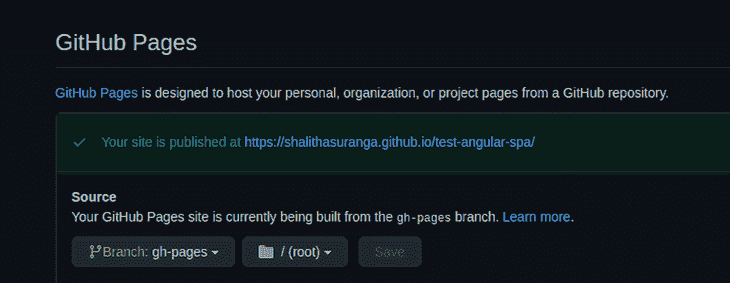 GitHub Pages
GitHub Pages is designed to host your personal, organization, or project pages from a GitHub repository.
Your site is published at https://shalithasuranga.github.io/test-angular-spa/
Source
Your GitHub Pages site is currently being built from the gh-pages branch. Learn more.
Branch: gh-pages / (root) Save